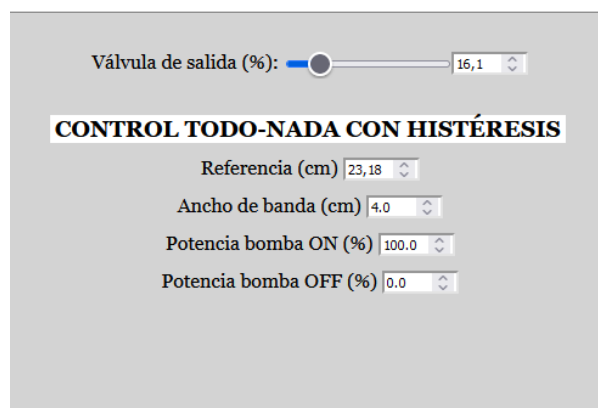 Válvula de salida (%): 16,1
CONTROL TODO-NADA CON HISTÉRESIS
Referencia (cm) 23,18
Ancho de banda (cm) 4.0
Potencia bomba ON (%) 100.0
Potencia bomba OFF (%) 0.0